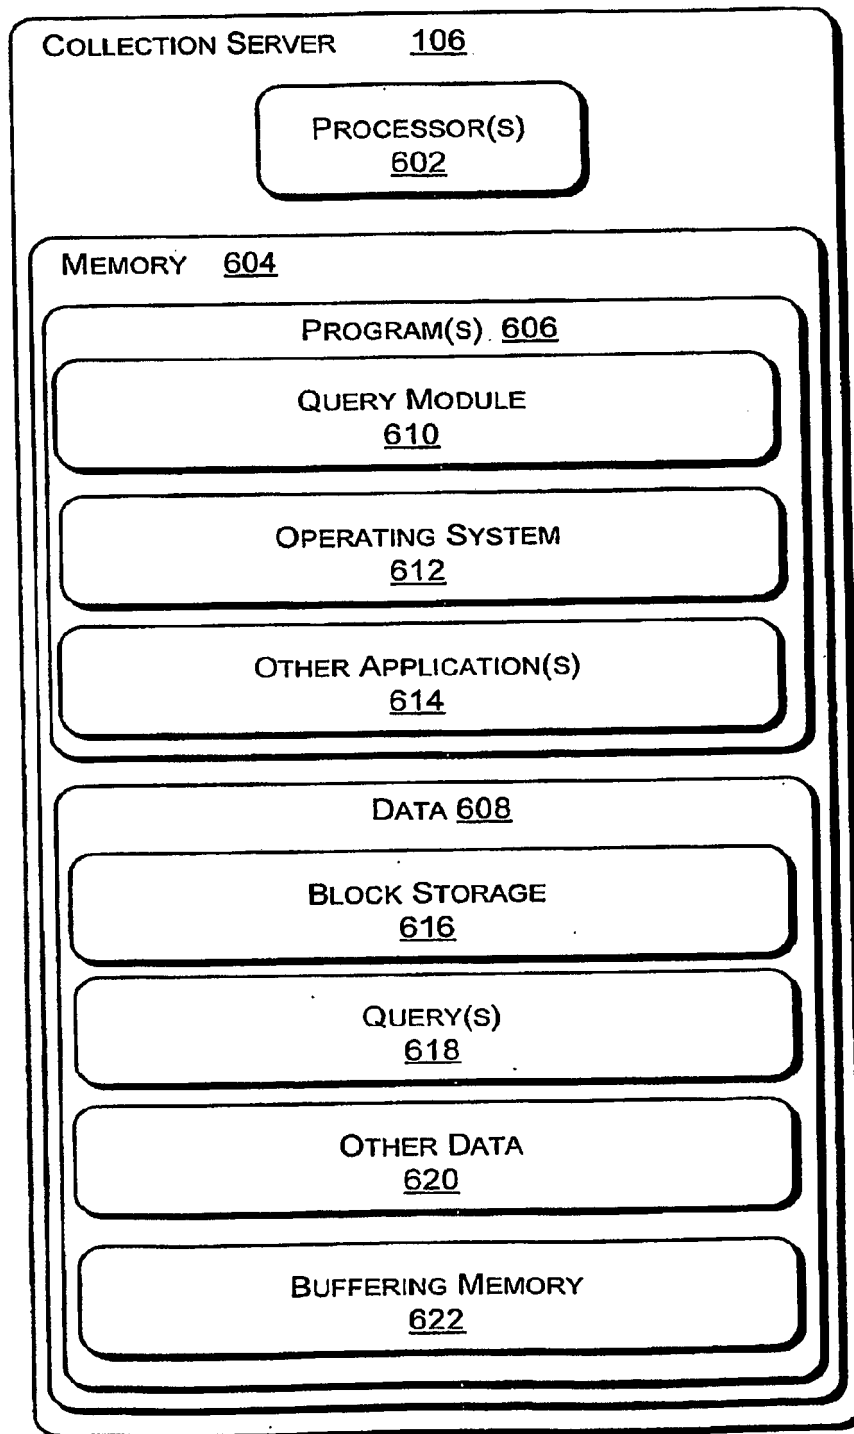 COLLECTION SERVER 106
PROCESSOR(S)
602
MEMORY 604
PROGRAM(S) 606
QUERY MODULE
610
OPERATING SYSTEM
612
OTHER APPLICATION(S)
614
DATA 608
BLOCK STORAGE
616
QUERY(S)
618
OTHER DATA
620
BUFFERING MEMORY
622